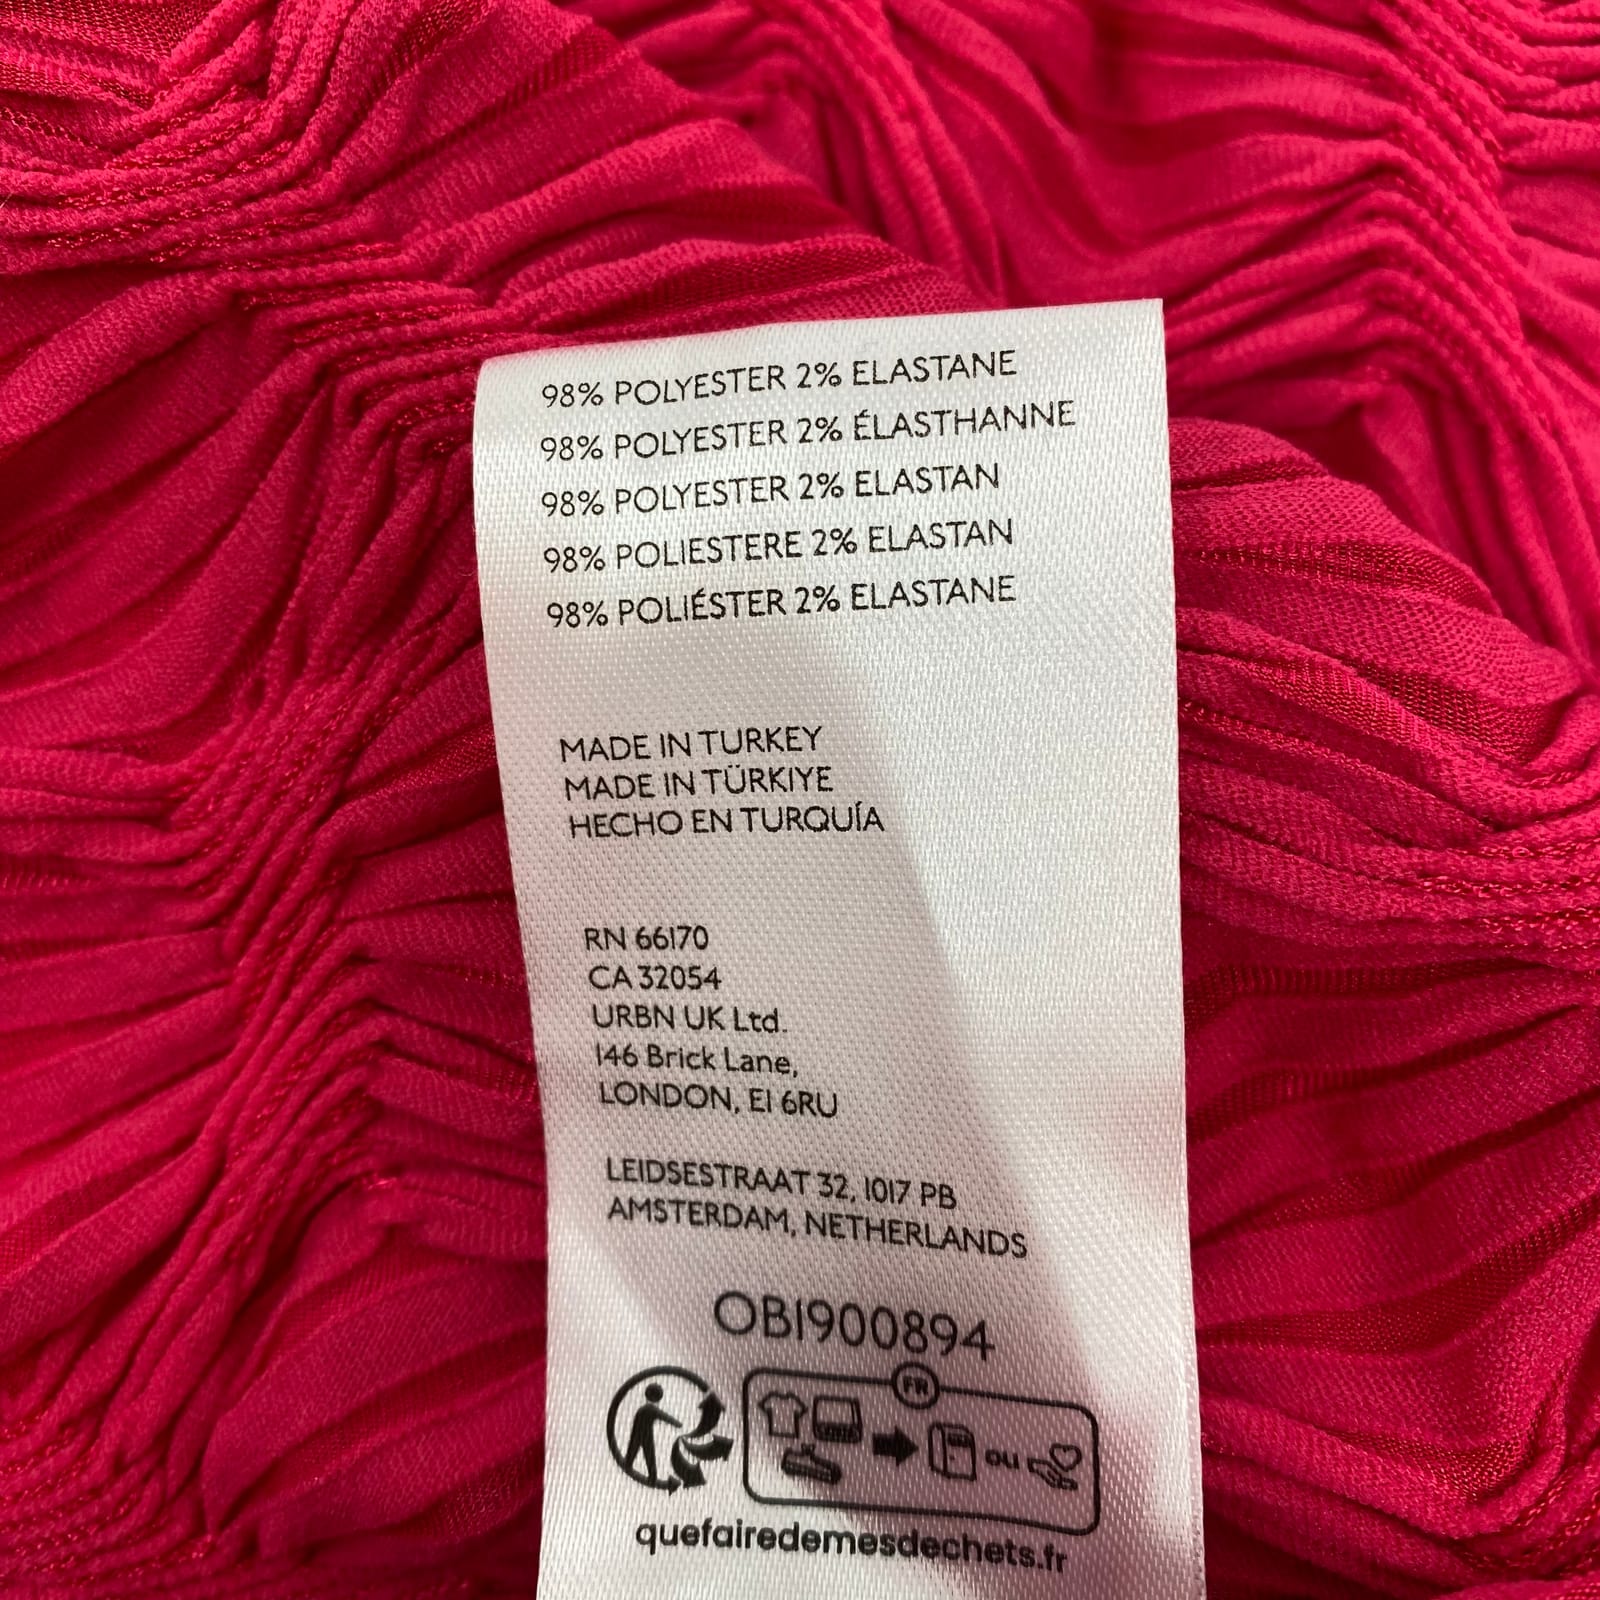 98% POLYESTER 2% ELASTANE
98% POLYESTER 2% ÉLASTHANNE
98% POLYESTER 2% ELASTAN
98% POLIESTERE 2% ELASTAN
98% POLIÉSTER 2% ELASTANE
MADE IN TURKEY
MADE IN TÜRKIYE
HECHO EN TURQUÍA
RN 66170
CA 32054
URBN UK Ltd.
146 Brick Lane,
LONDON, E1 6RU
LEIDSESTRAAT 32, 1017 PB
AMSTERDAM, NETHERLANDS
OB1900894
FR
ou
quefairedemesdechets.fr